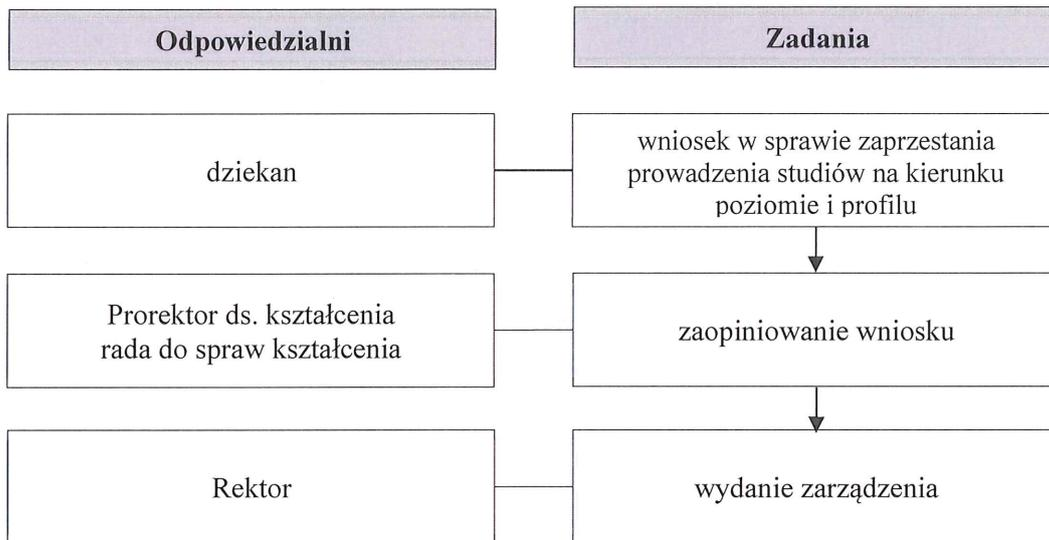 Odpowiedzialni
Zadania
dziekan
wniosek w sprawie zaprzestania
prowadzenia studiów na kierunku
poziomie i profilu
Prorektor ds. kształcenia
rada do spraw kształcenia
zaopiniowanie wniosku
Rektor
wydanie zarządzenia